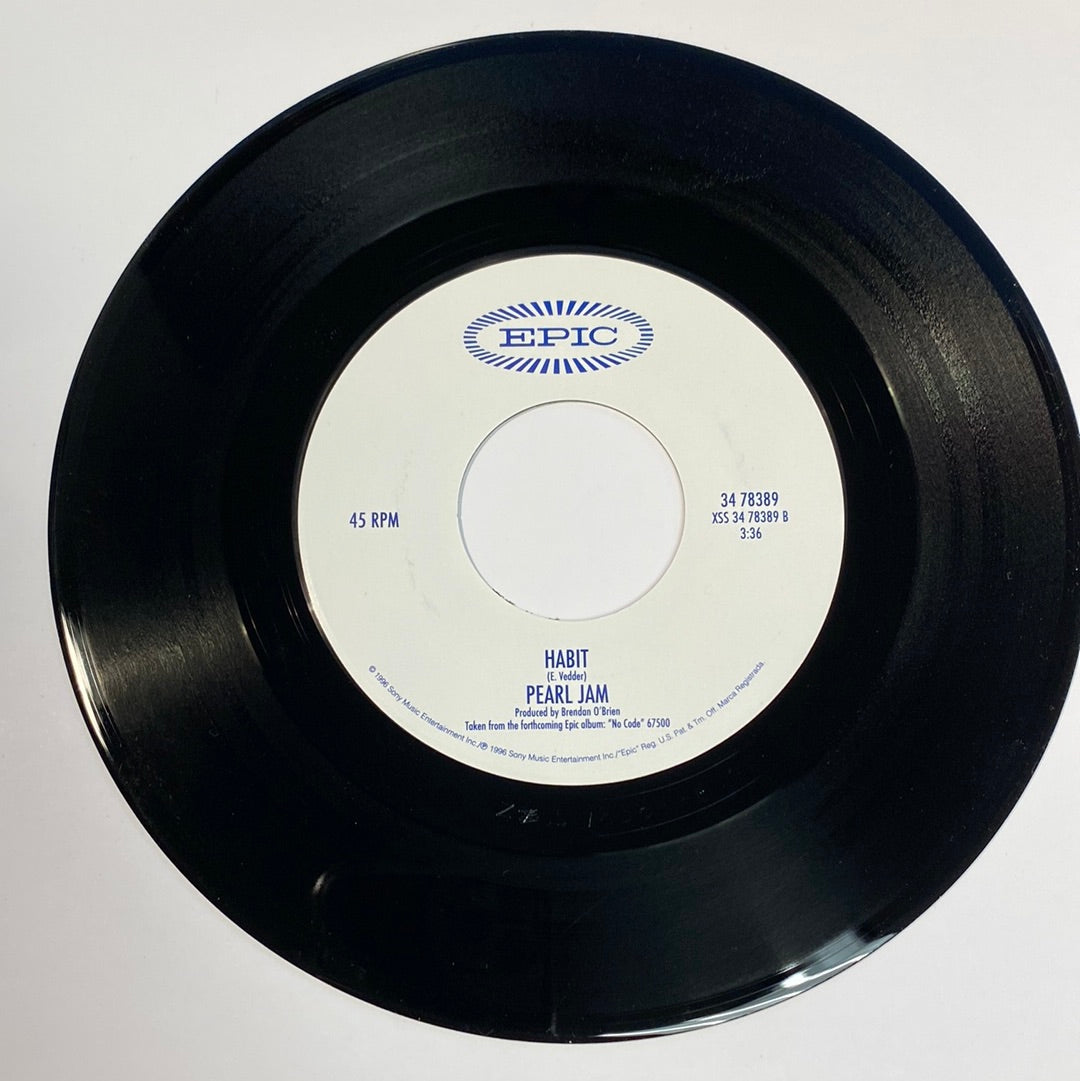 EPIC
45 RPM
34 78389
XSS 34 78389 B
3:36
HABIT
(E. Vedder)
PEARL JAM
Produced by Brendan O'Brien
Taken from the forthcoming Epic album: "No Code" 67500
© 1996 Sony Music Entertainment Inc./℗ 1996 Sony Music Entertainment Inc./"Epic" Reg. U.S. Pat. & Tm. Off. Marca Registrada.